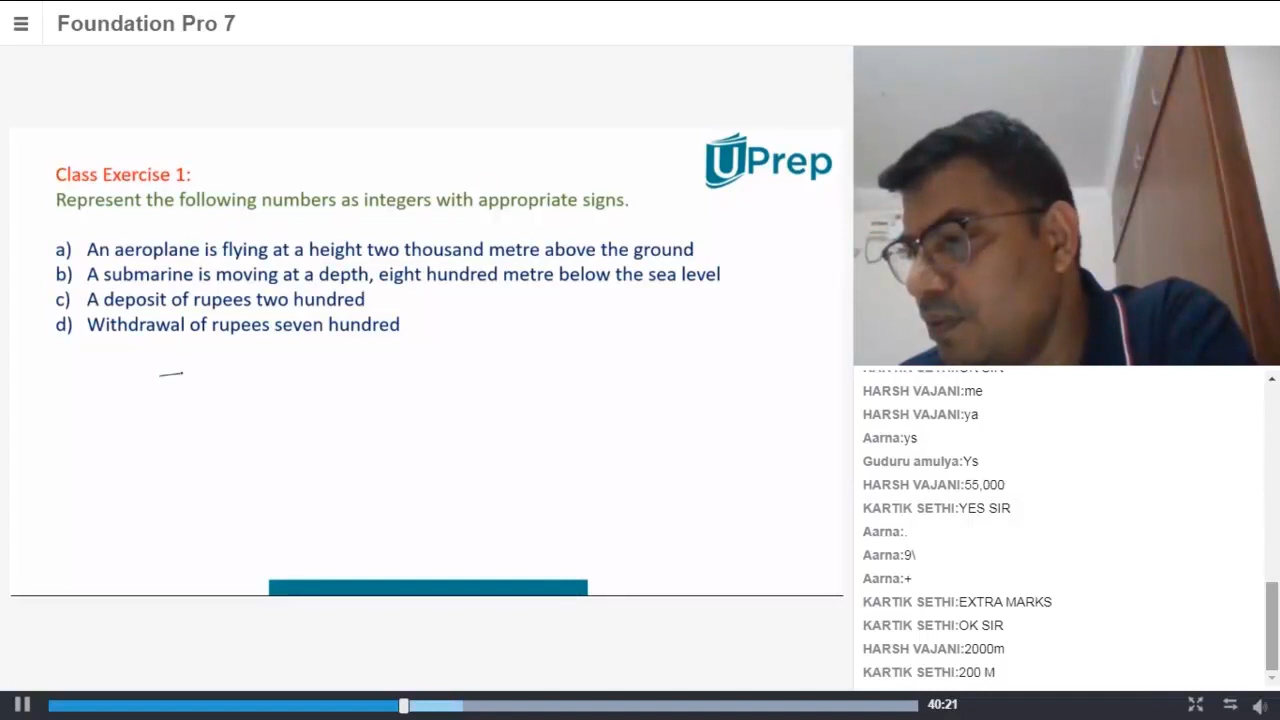 Foundation Pro 7
UPrep
Class Exercise 1:
Represent the following numbers as integers with appropriate signs.
a) An aeroplane is flying at a height two thousand metre above the ground
b) A submarine is moving at a depth, eight hundred metre below the sea level
c) A deposit of rupees two hundred
d) Withdrawal of rupees seven hundred
HARSH VAJANI:me
HARSH VAJANI:ya
Aarna:ys
Guduru amulya:Ys
HARSH VAJANI:55,000
KARTIK SETHI:YES SIR
Aarna:.
Aarna:9\
Aarna:+
KARTIK SETHI:EXTRA MARKS
KARTIK SETHI:OK SIR
HARSH VAJANI:2000m
KARTIK SETHI:200 M
40:21